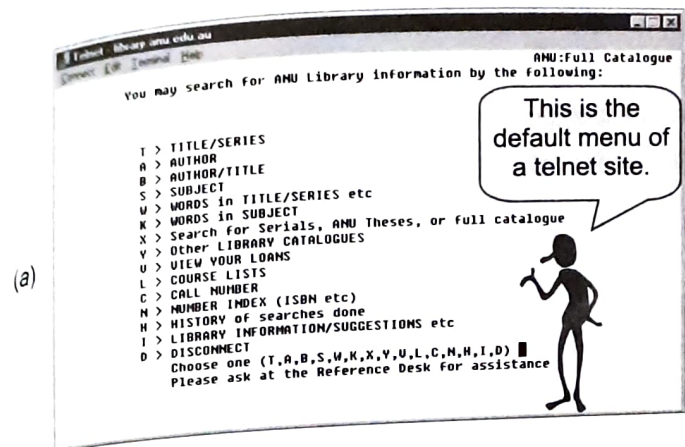 Telnet - library.anu.edu.au
Connect Edit Terminal Help
ANU:Full Catalogue
You may search for ANU Library information by the following:
T > TITLE/SERIES
A > AUTHOR
B > AUTHOR/TITLE
S > SUBJECT
W > WORDS in TITLE/SERIES etc
K > WORDS in SUBJECT
X > Search for Serials, ANU Theses, or full catalogue
Y > Other LIBRARY CATALOGUES
V > VIEW YOUR LOANS
L > COURSE LISTS
C > CALL NUMBER
N > NUMBER INDEX (ISBN etc)
H > HISTORY of searches done
I > LIBRARY INFORMATION/SUGGESTIONS etc
D > DISCONNECT
Choose one (T,A,B,S,W,K,X,Y,V,L,C,N,H,I,D)
Please ask at the Reference Desk for assistance
This is the
default menu of
a telnet site.
(a)